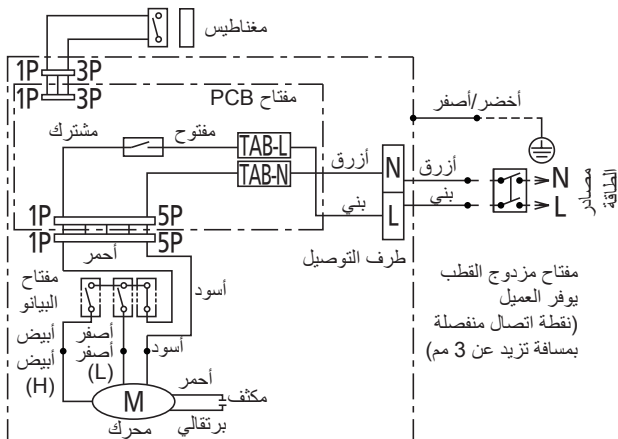 مغناطيس
1P 3P
1P 3P
مفتاح PCB
أخضر/أصفر
مشترك
مفتوح
TAB-L
TAB-N
أزرق
N
أزرق
N
بني
L
بني
L
مصادر
الطاقة
طرف التوصيل
1P 5P
1P 5P
أحمر
مفتاح
البيانو
أسود
مفتاح مزدوج القطب
يوفر العميل
(نقطة اتصال منفصلة
بمسافة تزيد عن 3 مم)
أبيض
أبيض
(H)
أصفر
أصفر
(L)
أسود
أحمر
مكثف
برتقالي
M
محرك